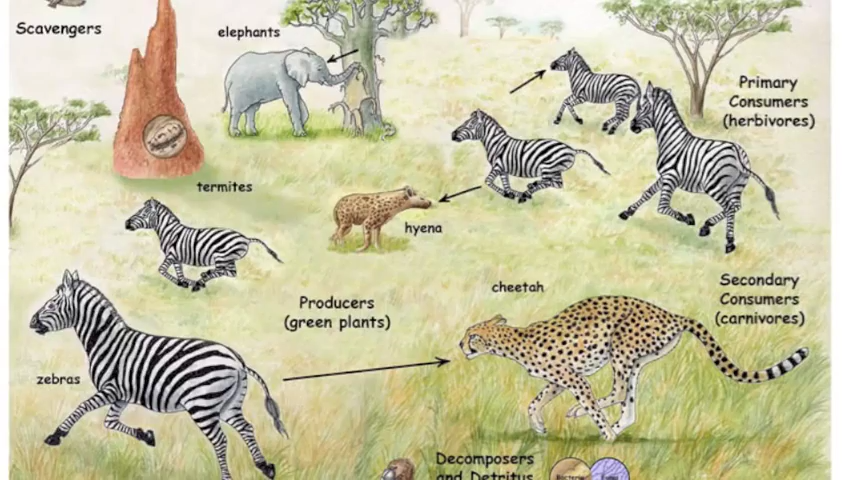 Scavengers
elephants
Primary
Consumers
(herbivores)
termites
hyena
Secondary
Consumers
(carnivores)
cheetah
Producers
(green plants)
zebras
Decomposers
and Detritus